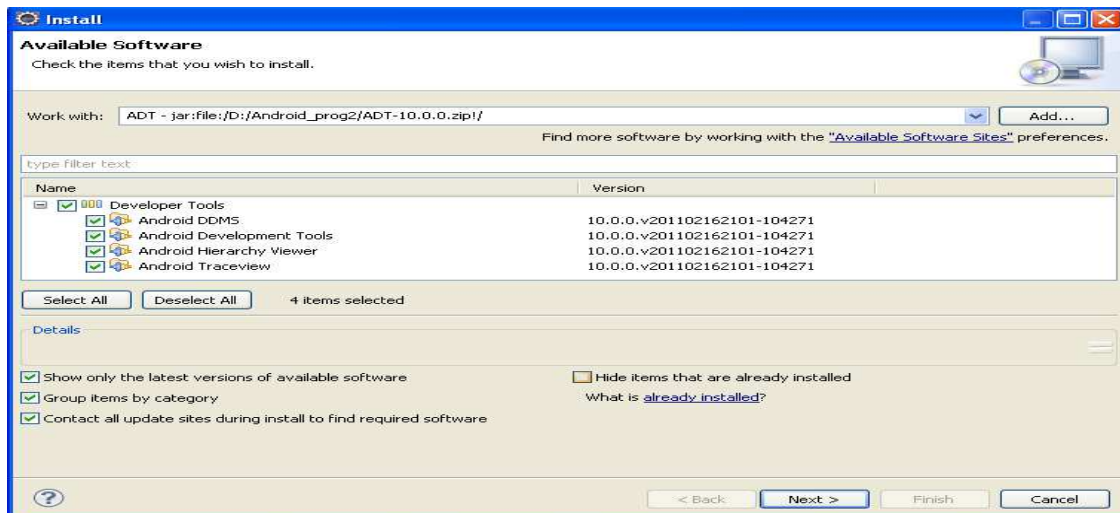 Install
Available Software
Check the items that you wish to install.
Work with: ADT - jar:file:/D:/Android_prog2/ADT-10.0.0.zip!/ Add...
Find more software by working with the "Available Software Sites" preferences.
type filter text
Name Version
Developer Tools
Android DDMS 10.0.0.v201102162101-104271
Android Development Tools 10.0.0.v201102162101-104271
Android Hierarchy Viewer 10.0.0.v201102162101-104271
Android Traceview 10.0.0.v201102162101-104271
Select All Deselect All 4 items selected
Details
Show only the latest versions of available software Hide items that are already installed
Group items by category What is already installed?
Contact all update sites during install to find required software
? < Back Next > Finish Cancel